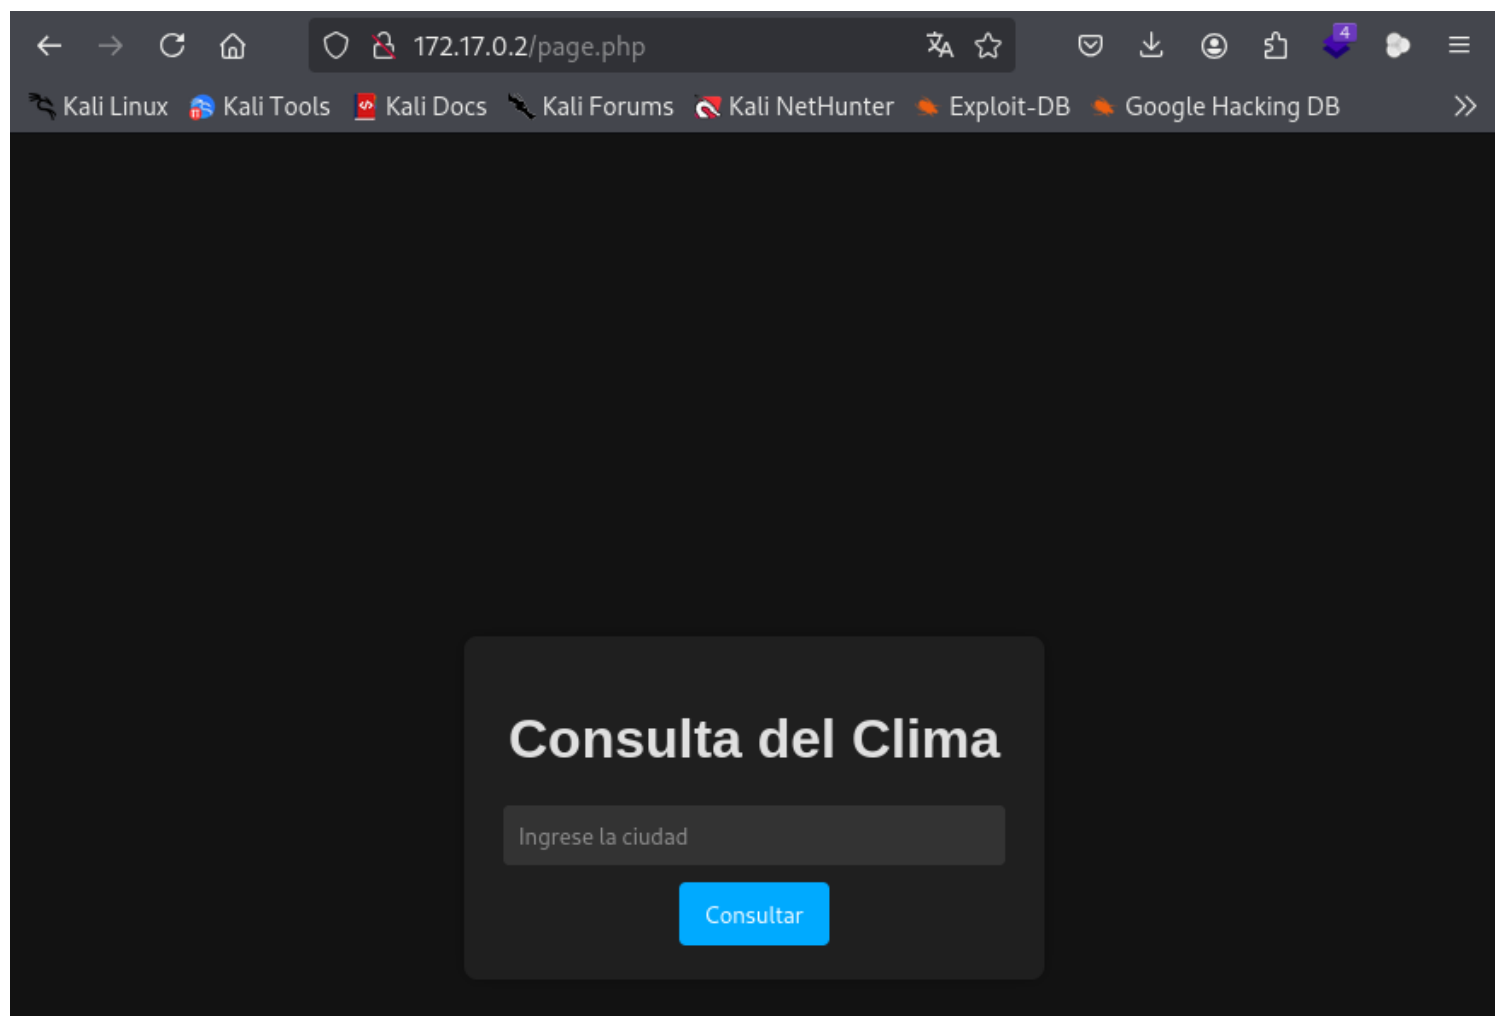 172.17.0.2/page.php
4
Kali Linux Kali Tools Kali Docs Kali Forums Kali NetHunter Exploit-DB Google Hacking DB
Consulta del Clima
Ingrese la ciudad
Consultar